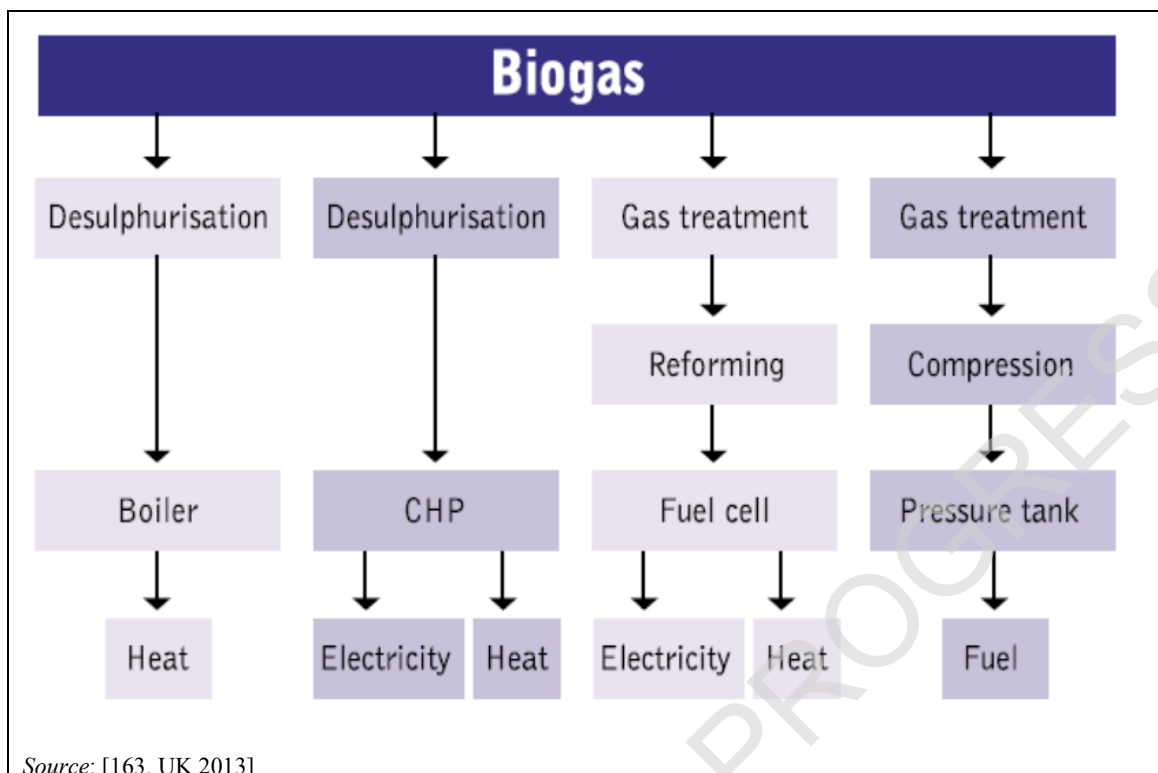 Biogas
Desulphurisation Desulphurisation Gas treatment Gas treatment
Reforming Compression
Boiler CHP Fuel cell Pressure tank
Heat Electricity Heat Electricity Heat Fuel
PROGRESS
Source: [163, UK 2013]